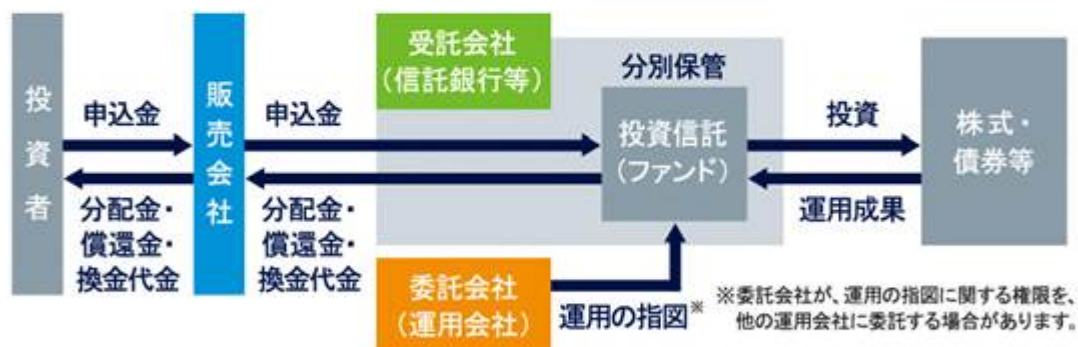 投資者
申込金
分配金・
償還金・
換金代金
販売会社
申込金
分配金・
償還金・
換金代金
受託会社
(信託銀行等)
分別保管
投資信託
(ファンド)
投資
運用成果
株式・
債券等
委託会社
(運用会社)
運用の指図※
※委託会社が、運用の指図に関する権限を、
他の運用会社に委託する場合があります。